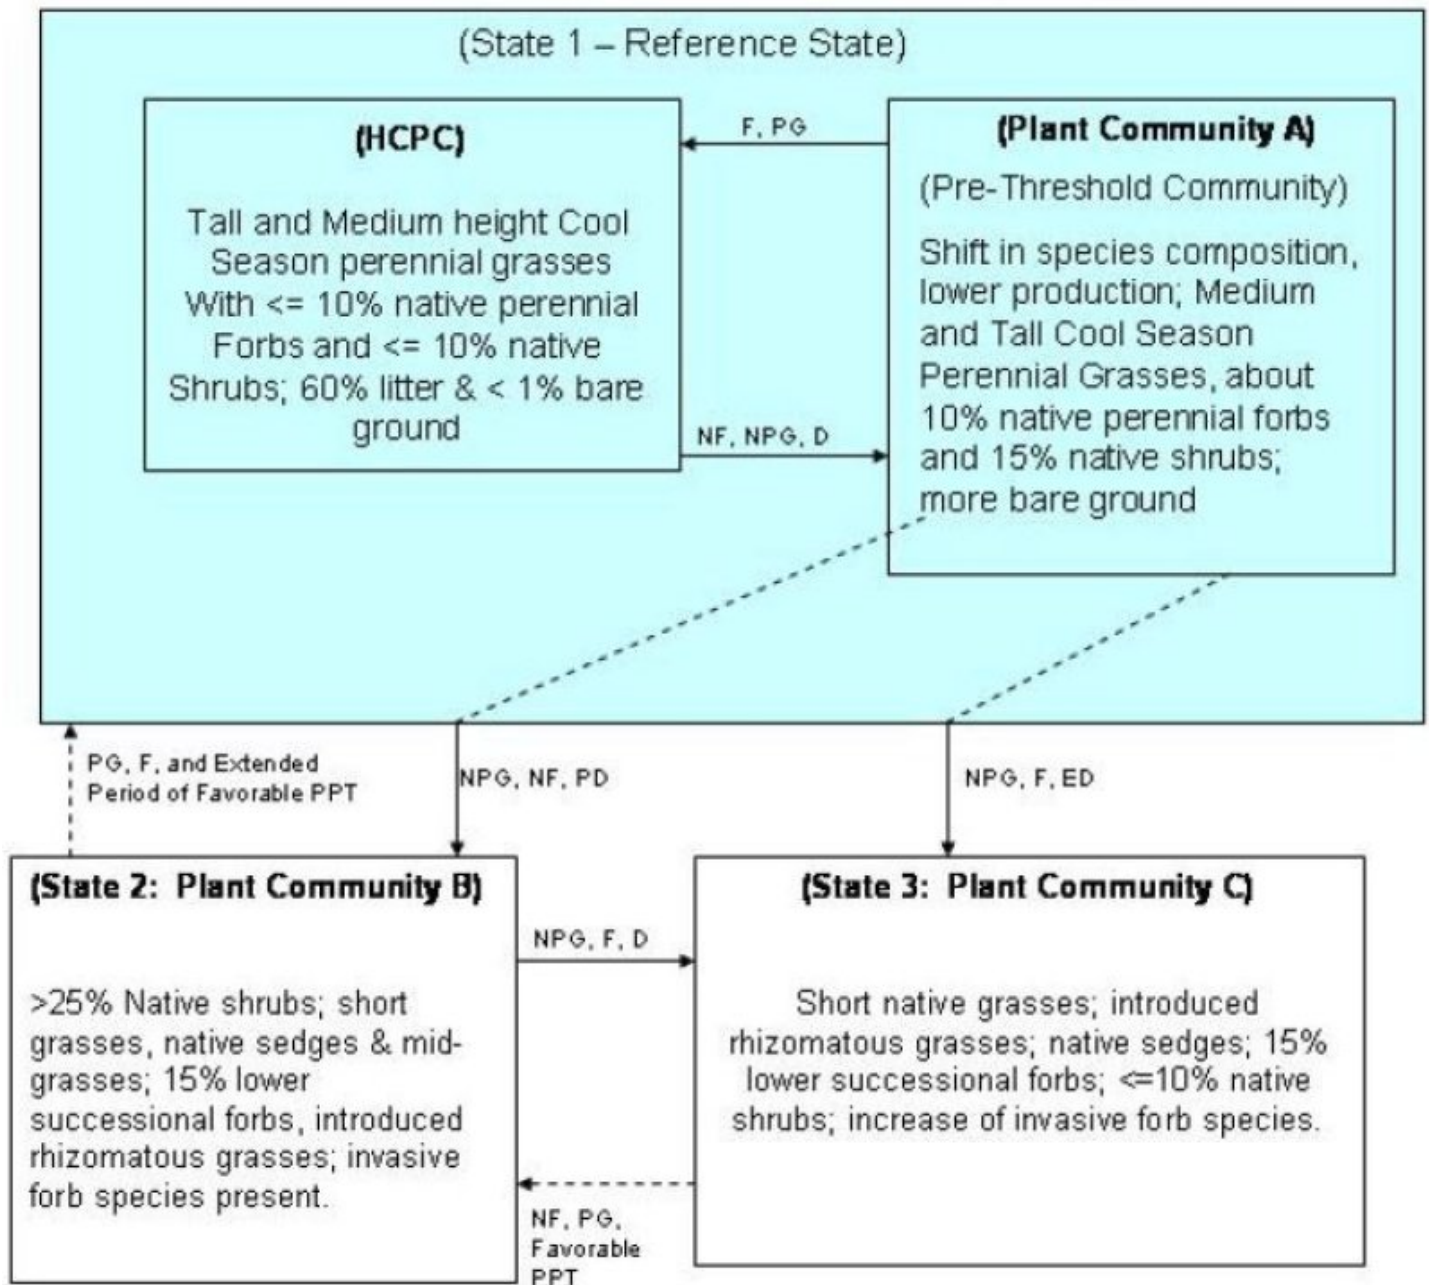 (State 1 – Reference State)
(HCPC)
Tall and Medium height Cool
Season perennial grasses
With <= 10% native perennial
Forbs and <= 10% native
Shrubs; 60% litter & < 1% bare
ground
F, PG
NF, NPG, D
(Plant Community A)
(Pre-Threshold Community)
Shift in species composition,
lower production; Medium
and Tall Cool Season
Perennial Grasses, about
10% native perennial forbs
and 15% native shrubs;
more bare ground
PG, F, and Extended
Period of Favorable PPT
NPG, NF, PD
NPG, F, ED
(State 2:  Plant Community B)
>25% Native shrubs; short
grasses, native sedges & mid-
grasses; 15% lower
successional forbs, introduced
rhizomatous grasses; invasive
forb species present.
NPG, F, D
NF, PG,
Favorable
PPT
(State 3:  Plant Community C)
Short native grasses; introduced
rhizomatous grasses; native sedges; 15%
lower successional forbs; <=10% native
shrubs; increase of invasive forb species.